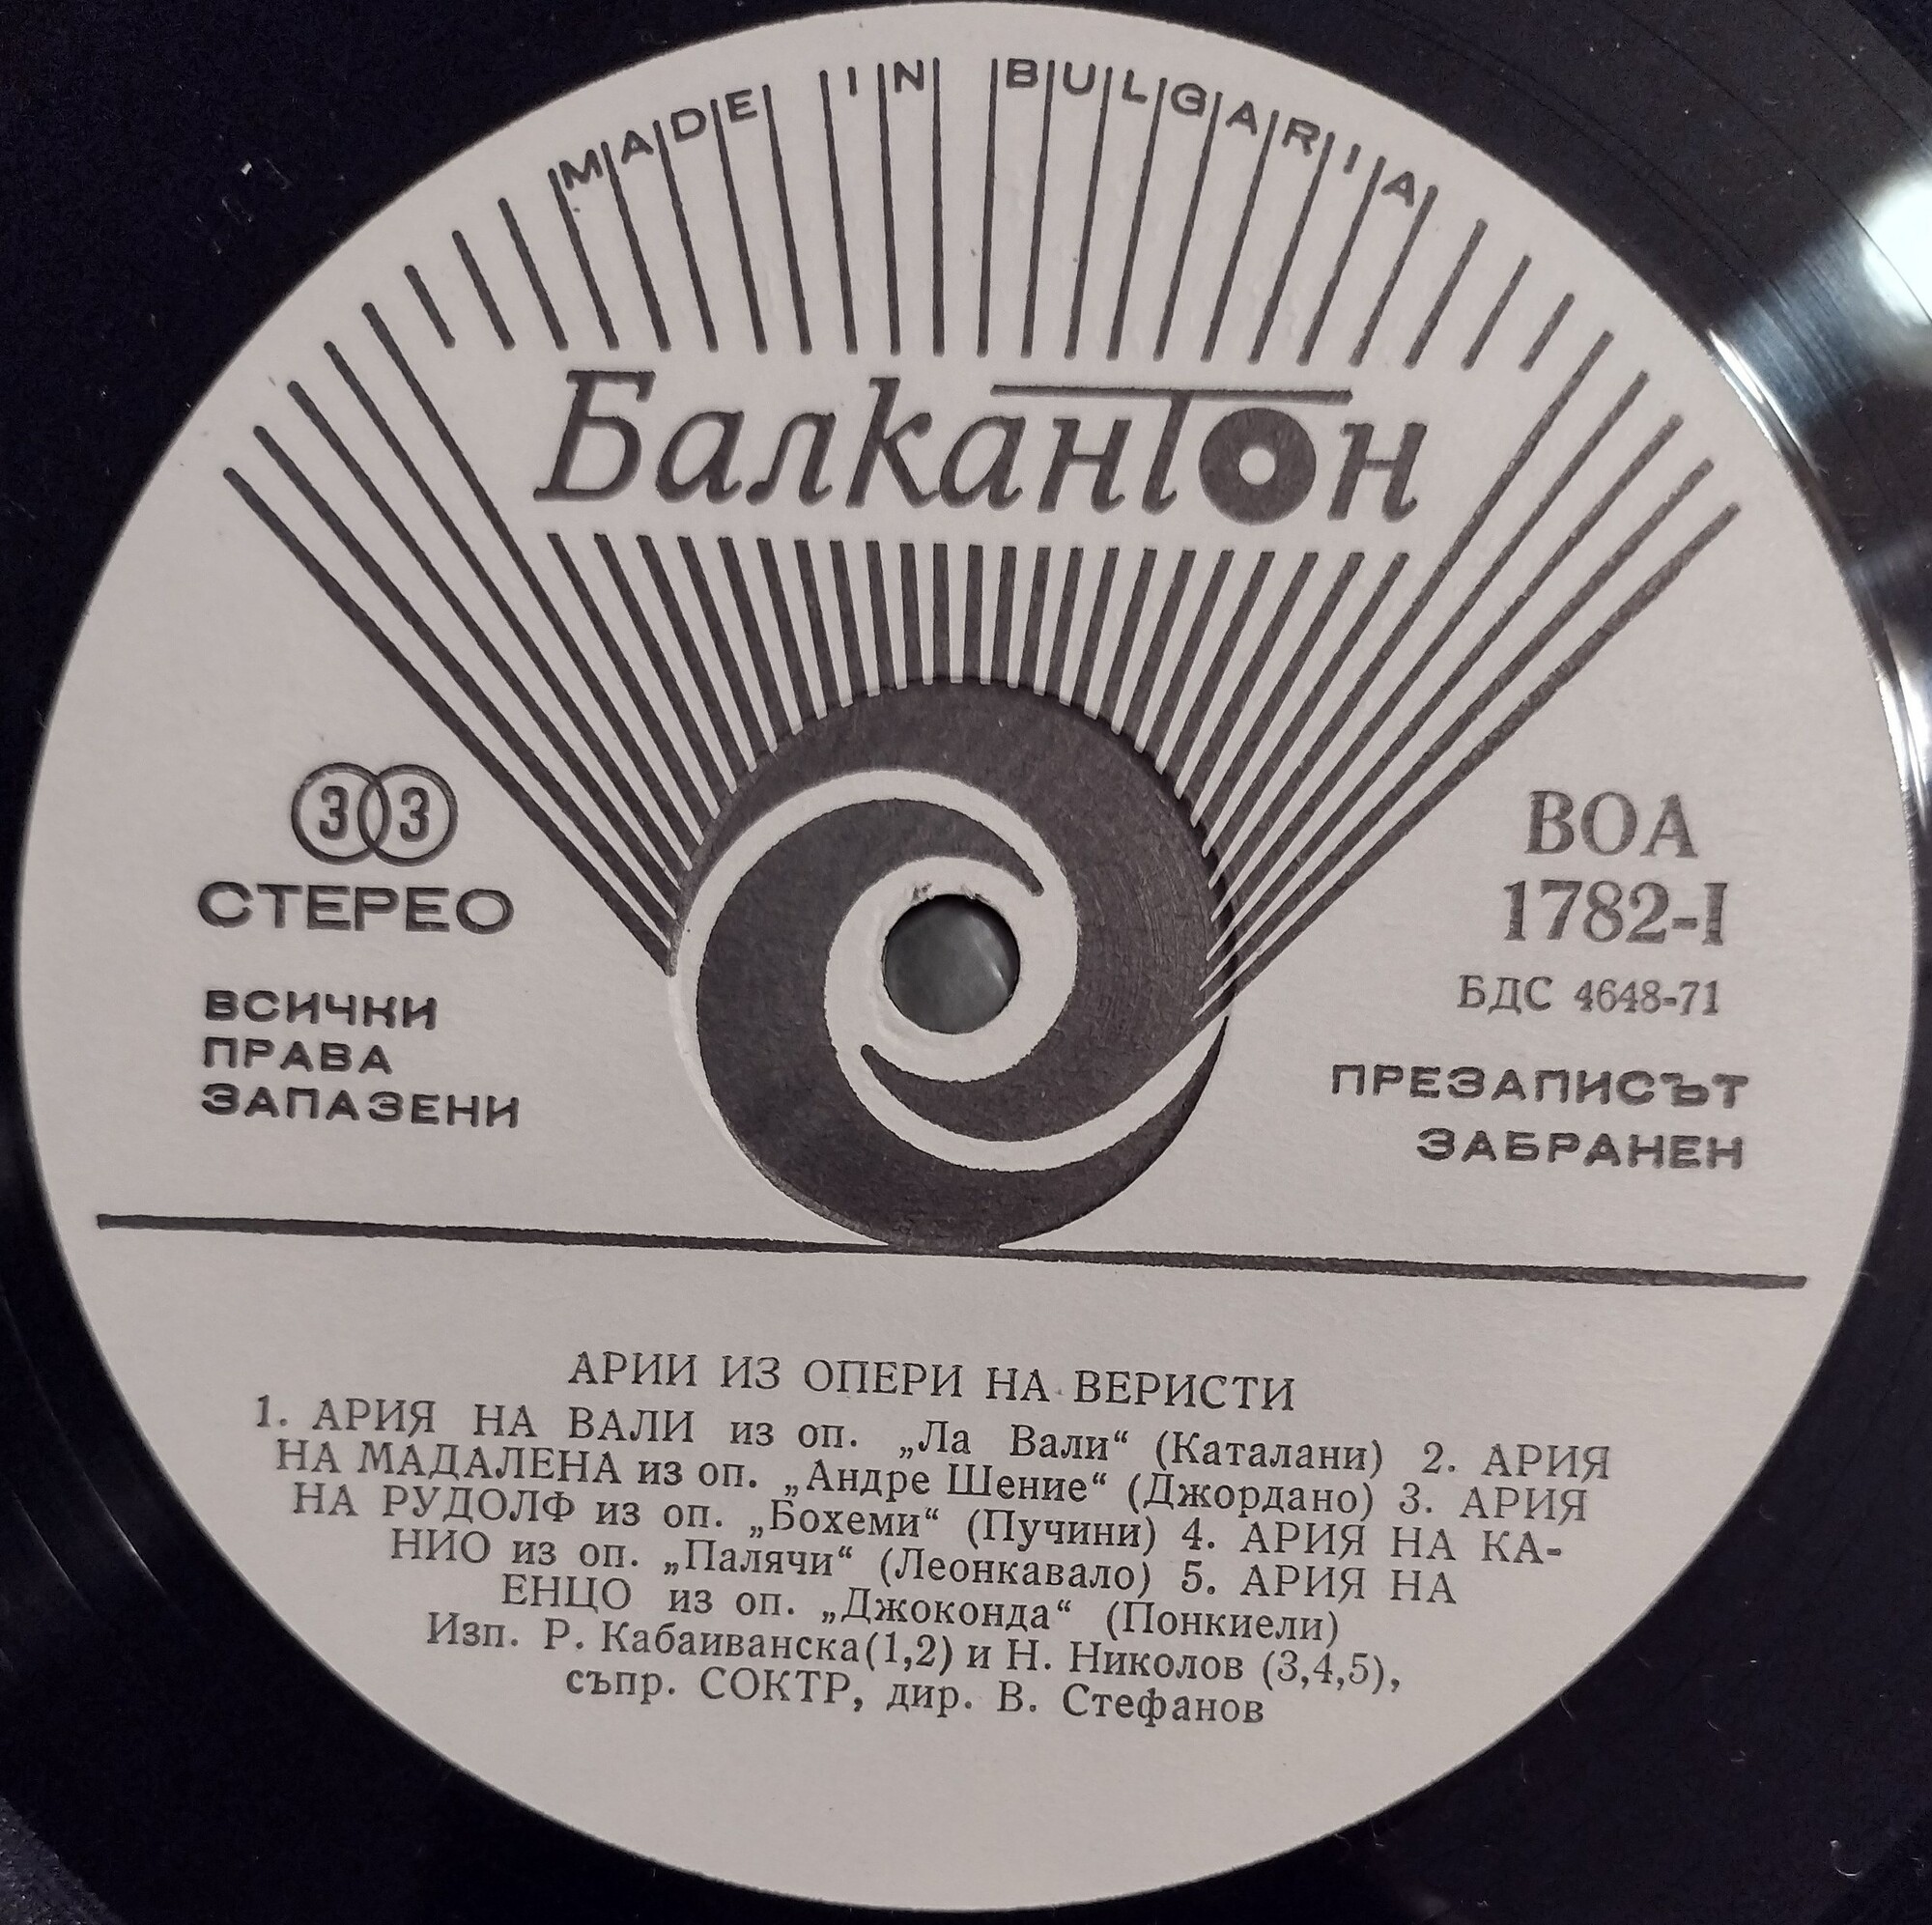 MADE IN BULGARIA
Балкантон
33
СТЕРЕО
ВСИЧКИ
ПРАВА
ЗАПАЗЕНИ
ВОА
1782-I
БДС 4648-71
ПРЕЗАПИСЪТ
ЗАБРАНЕН
АРИИ ИЗ ОПЕРИ НА ВЕРИСТИ
1. АРИЯ НА ВАЛИ из оп. „Ла Вали“ (Каталани) 2. АРИЯ
НА МАДАЛЕНА из оп. „Андре Шение“ (Джордано) 3. АРИЯ
НА РУДОЛФ из оп. „Бохеми“ (Пучини) 4. АРИЯ НА КА-
НИО из оп. „Палячи“ (Леонкавало) 5. АРИЯ НА
ЕНЦО из оп. „Джоконда“ (Понкиели)
Изп. Р. Кабаиванска(1,2) и Н. Николов (3,4,5),
съпр. СОКТР, дир. В. Стефанов